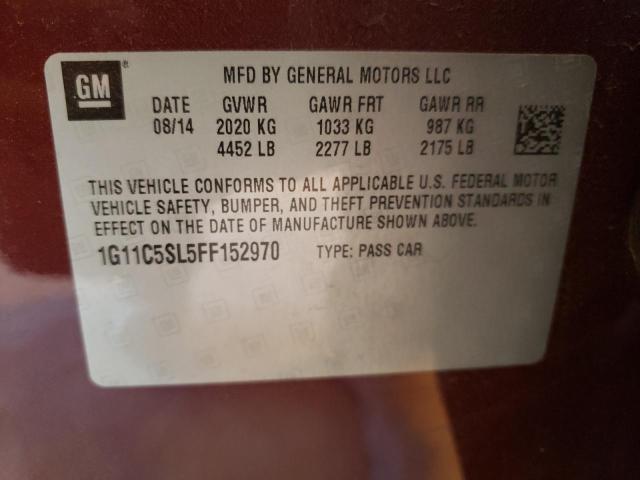 GM ®
MFD BY GENERAL MOTORS LLC
DATE GVWR GAWR FRT GAWR RR
08/14 2020 KG 1033 KG 987 KG
4452 LB 2277 LB 2175 LB
THIS VEHICLE CONFORMS TO ALL APPLICABLE U.S. FEDERAL MOTOR
VEHICLE SAFETY, BUMPER, AND THEFT PREVENTION STANDARDS IN
EFFECT ON THE DATE OF MANUFACTURE SHOWN ABOVE.
1G11C5SL5FF152970 TYPE: PASS CAR